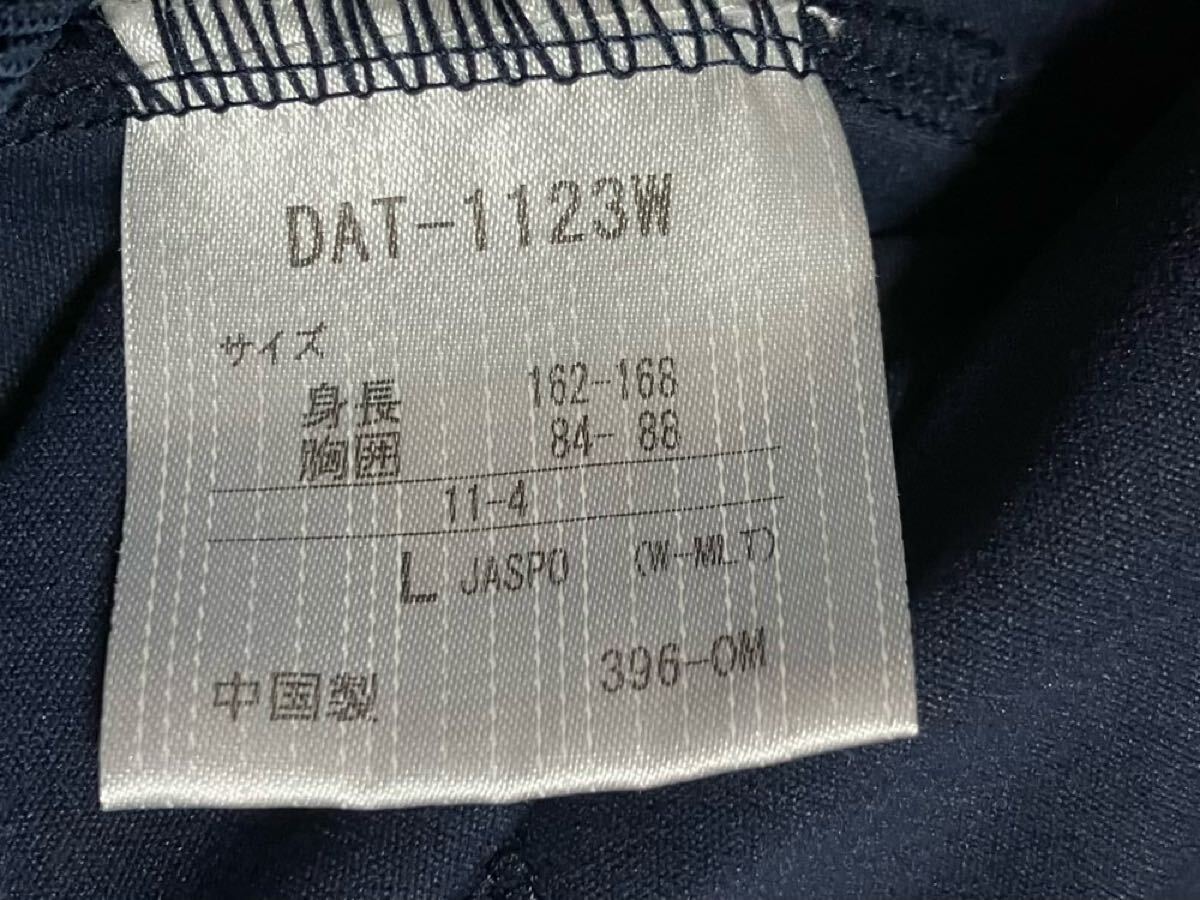 DAT-1123W
サイズ
身長 162-168
胸囲 84- 88
11-4
L JASPO (W-ML.T)
中国製 396-OM